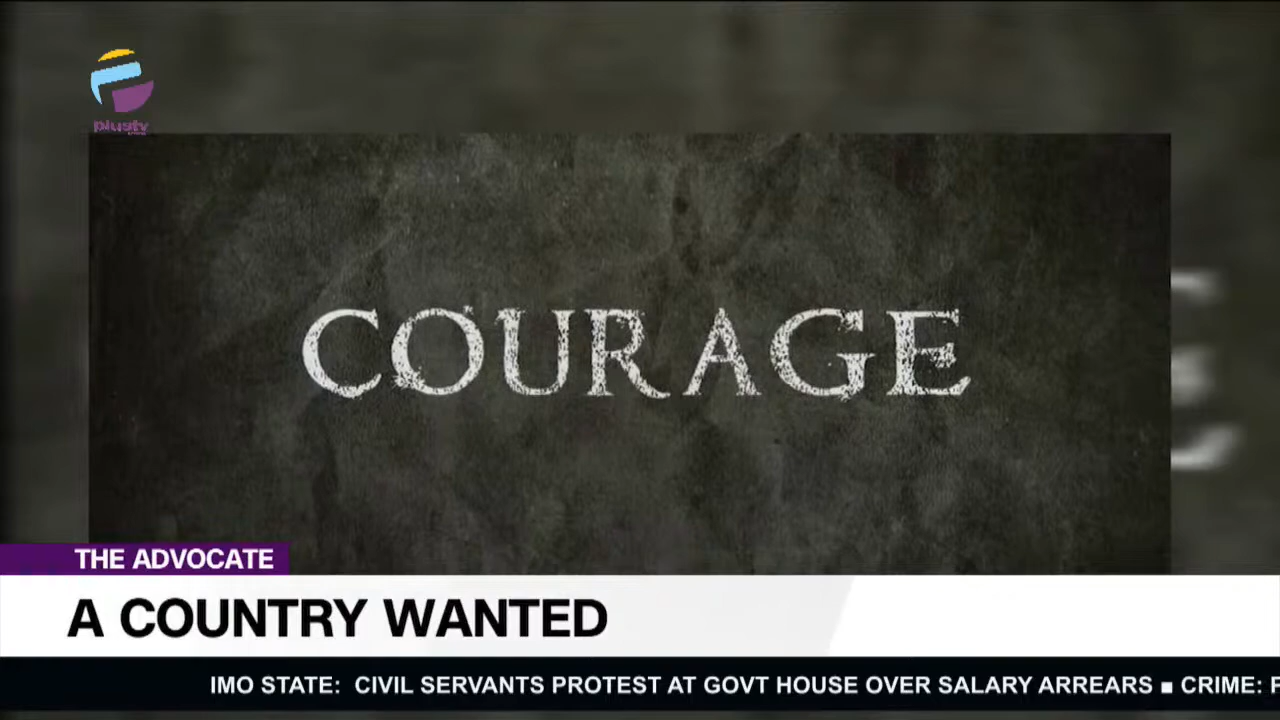 plustv
COURAGE
THE ADVOCATE
A COUNTRY WANTED
IMO STATE: CIVIL SERVANTS PROTEST AT GOVT HOUSE OVER SALARY ARREARS ■ CRIME: